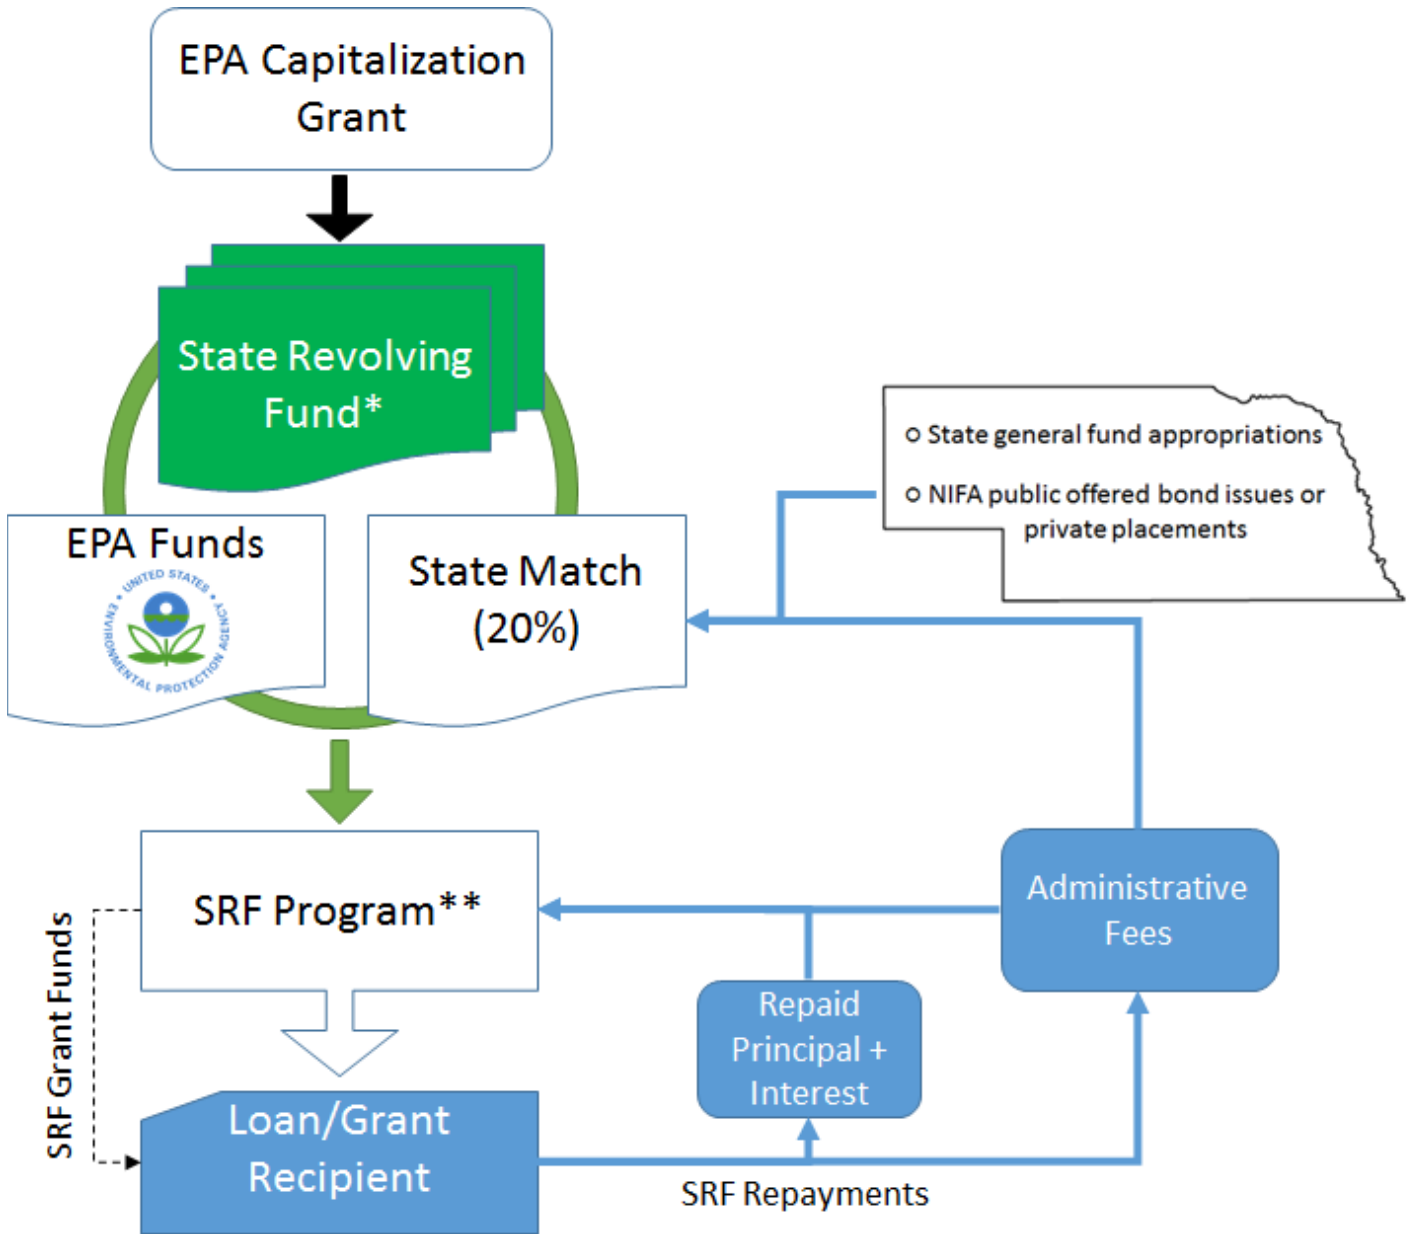 EPA Capitalization
Grant
State Revolving
Fund*
EPA Funds
UNITED STATES
ENVIRONMENTAL PROTECTION AGENCY
State Match
(20%)
State general fund appropriations
NIFA public offered bond issues or
private placements
SRF Program**
SRF Grant Funds
Administrative
Fees
Repaid
Principal +
Interest
Loan/Grant
Recipient
SRF Repayments